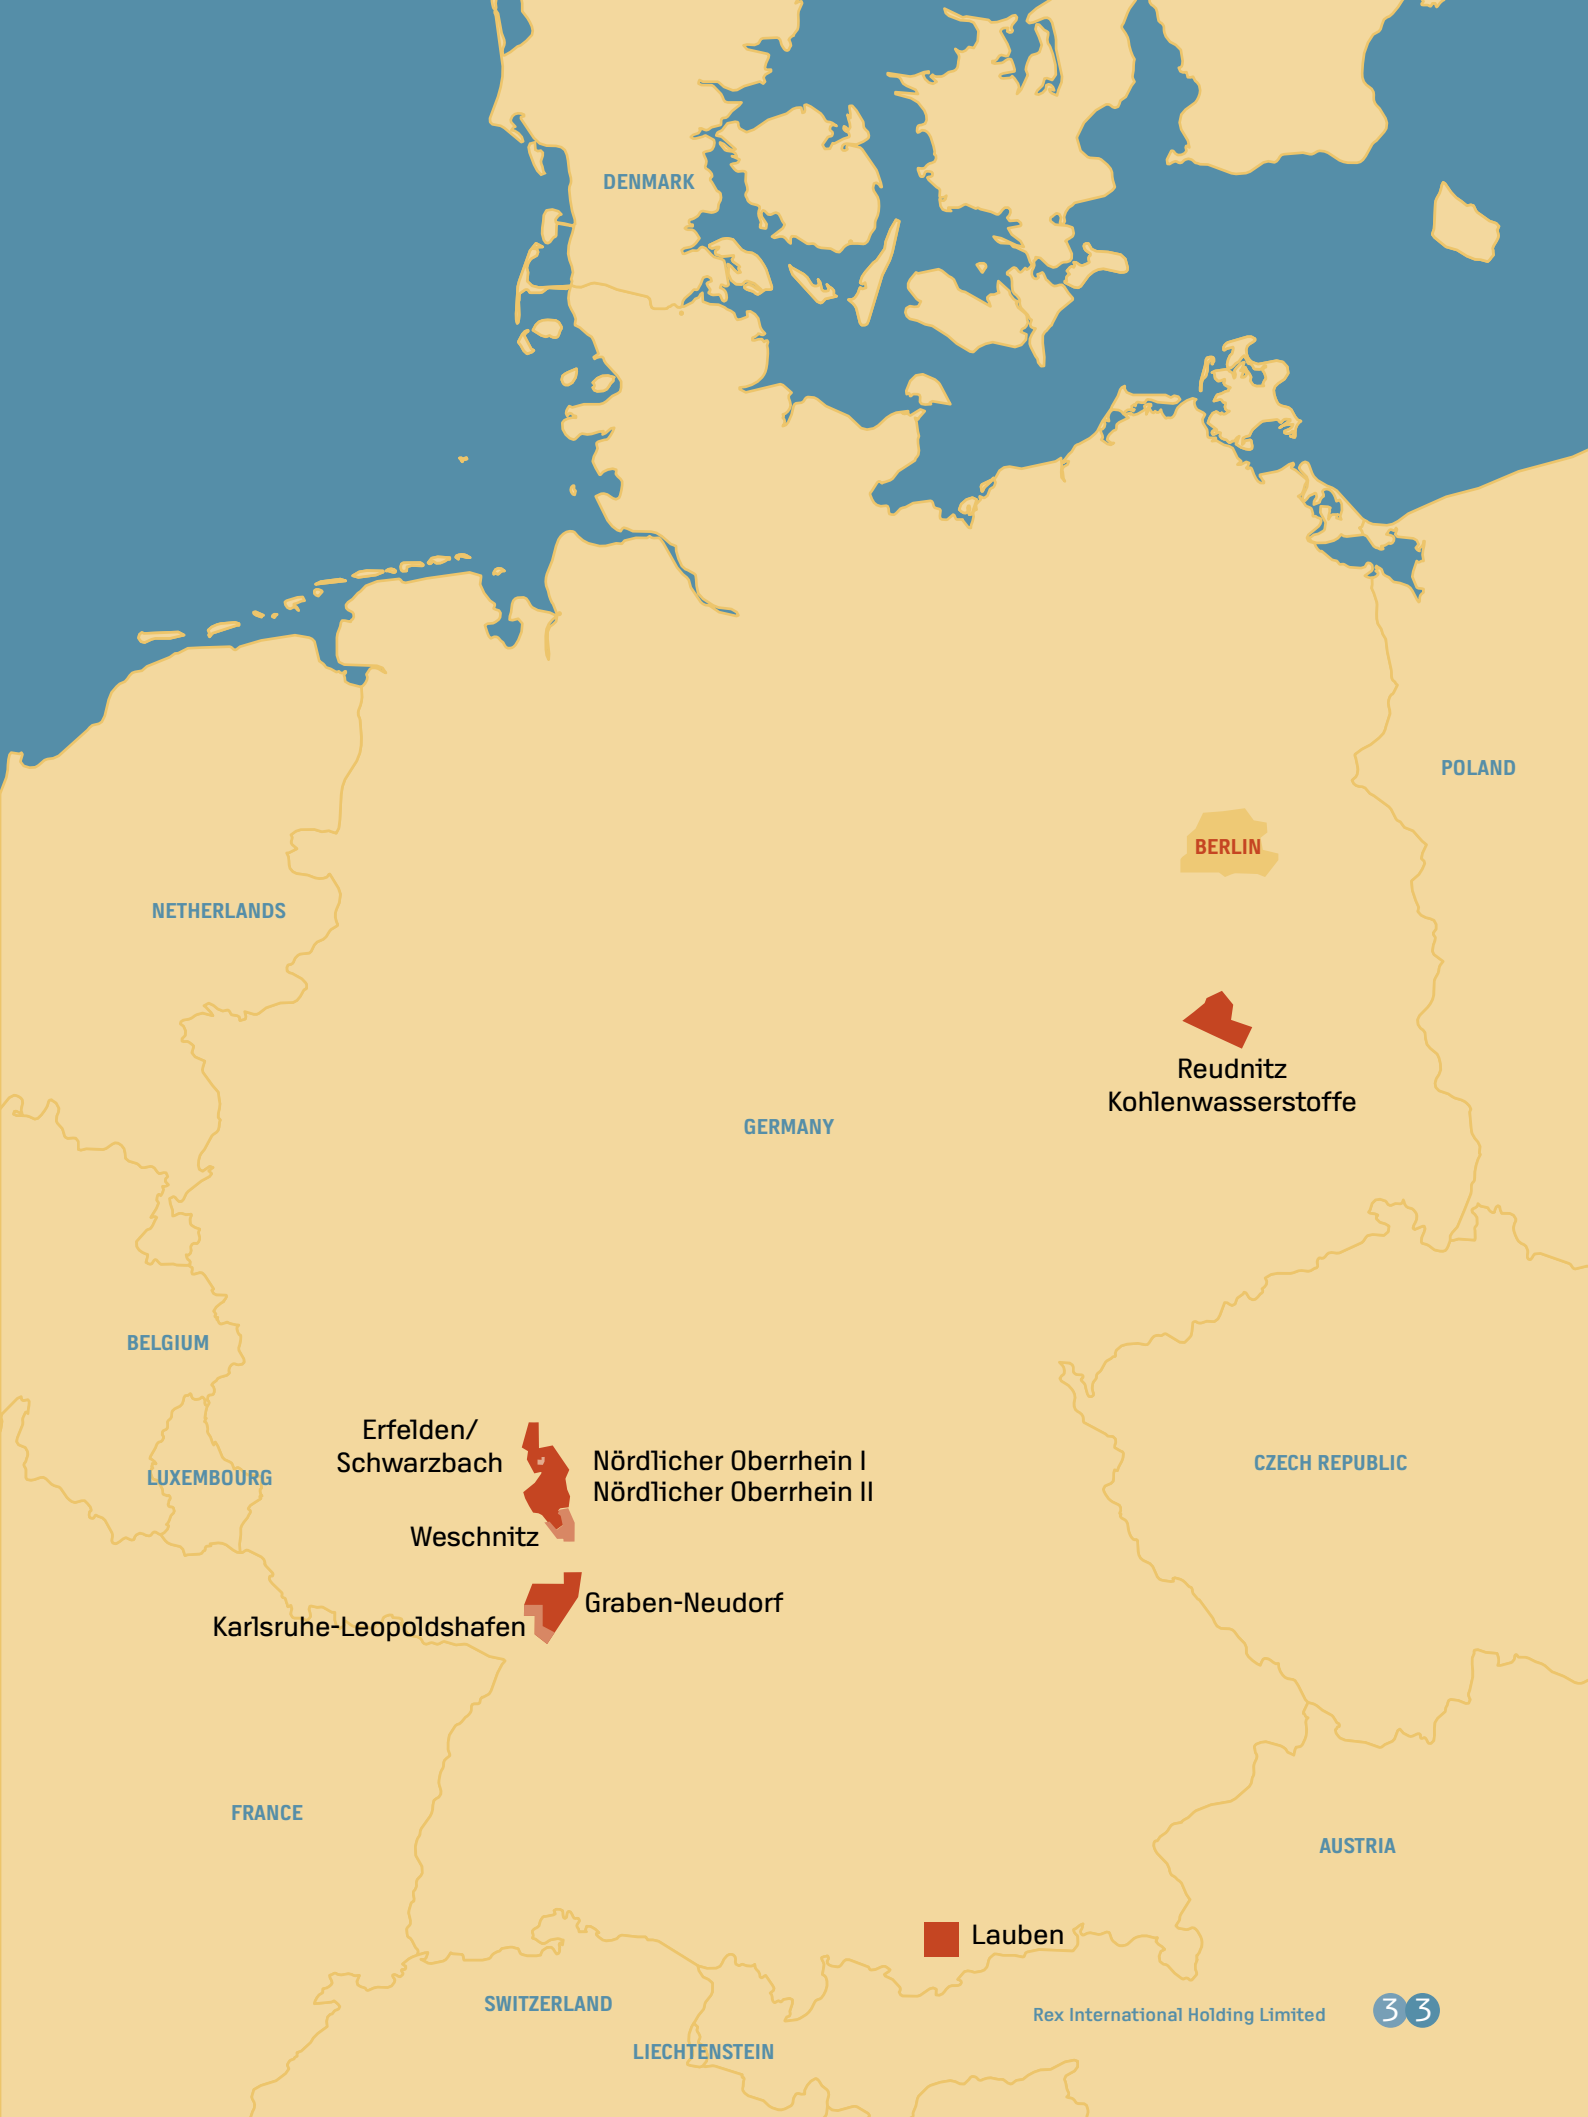 DENMARK
POLAND
BERLIN
NETHERLANDS
Reudnitz
Kohlenwasserstoffe
GERMANY
BELGIUM
Erfelden/
Schwarzbach
Nördlicher Oberrhein I
Nördlicher Oberrhein II
CZECH REPUBLIC
LUXEMBOURG
Weschnitz
Graben-Neudorf
Karlsruhe-Leopoldshafen
FRANCE
AUSTRIA
Lauben
SWITZERLAND
Rex International Holding Limited 33
LIECHTENSTEIN